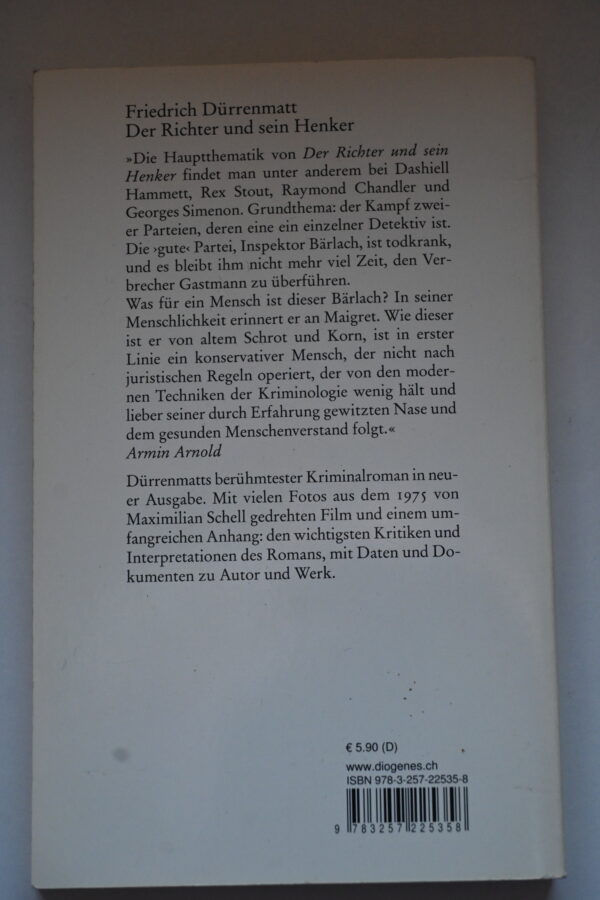 Friedrich Dürrenmatt
Der Richter und sein Henker
»Die Hauptthematik von Der Richter und sein
Henker findet man unter anderem bei Dashiell
Hammett, Rex Stout, Raymond Chandler und
Georges Simenon. Grundthema: der Kampf zwei-
er Parteien, deren eine ein einzelner Detektiv ist.
Die ›gute‹ Partei, Inspektor Bärlach, ist todkrank,
und es bleibt ihm nicht mehr viel Zeit, den Ver-
brecher Gastmann zu überführen.
Was für ein Mensch ist dieser Bärlach? In seiner
Menschlichkeit erinnert er an Maigret. Wie dieser
ist er von altem Schrot und Korn, ist in erster
Linie ein konservativer Mensch, der nicht nach
juristischen Regeln operiert, der von den moder-
nen Techniken der Kriminologie wenig hält und
lieber seiner durch Erfahrung gewitzten Nase und
dem gesunden Menschenverstand folgt.«
Armin Arnold
Dürrenmatts berühmtester Kriminalroman in neu-
er Ausgabe. Mit vielen Fotos aus dem 1975 von
Maximilian Schell gedrehten Film und einem um-
fangreichen Anhang: den wichtigsten Kritiken und
Interpretationen des Romans, mit Daten und Do-
kumenten zu Autor und Werk.
€ 5.90 (D)
www.diogenes.ch
ISBN 978-3-257-22535-8
9 783257 225358